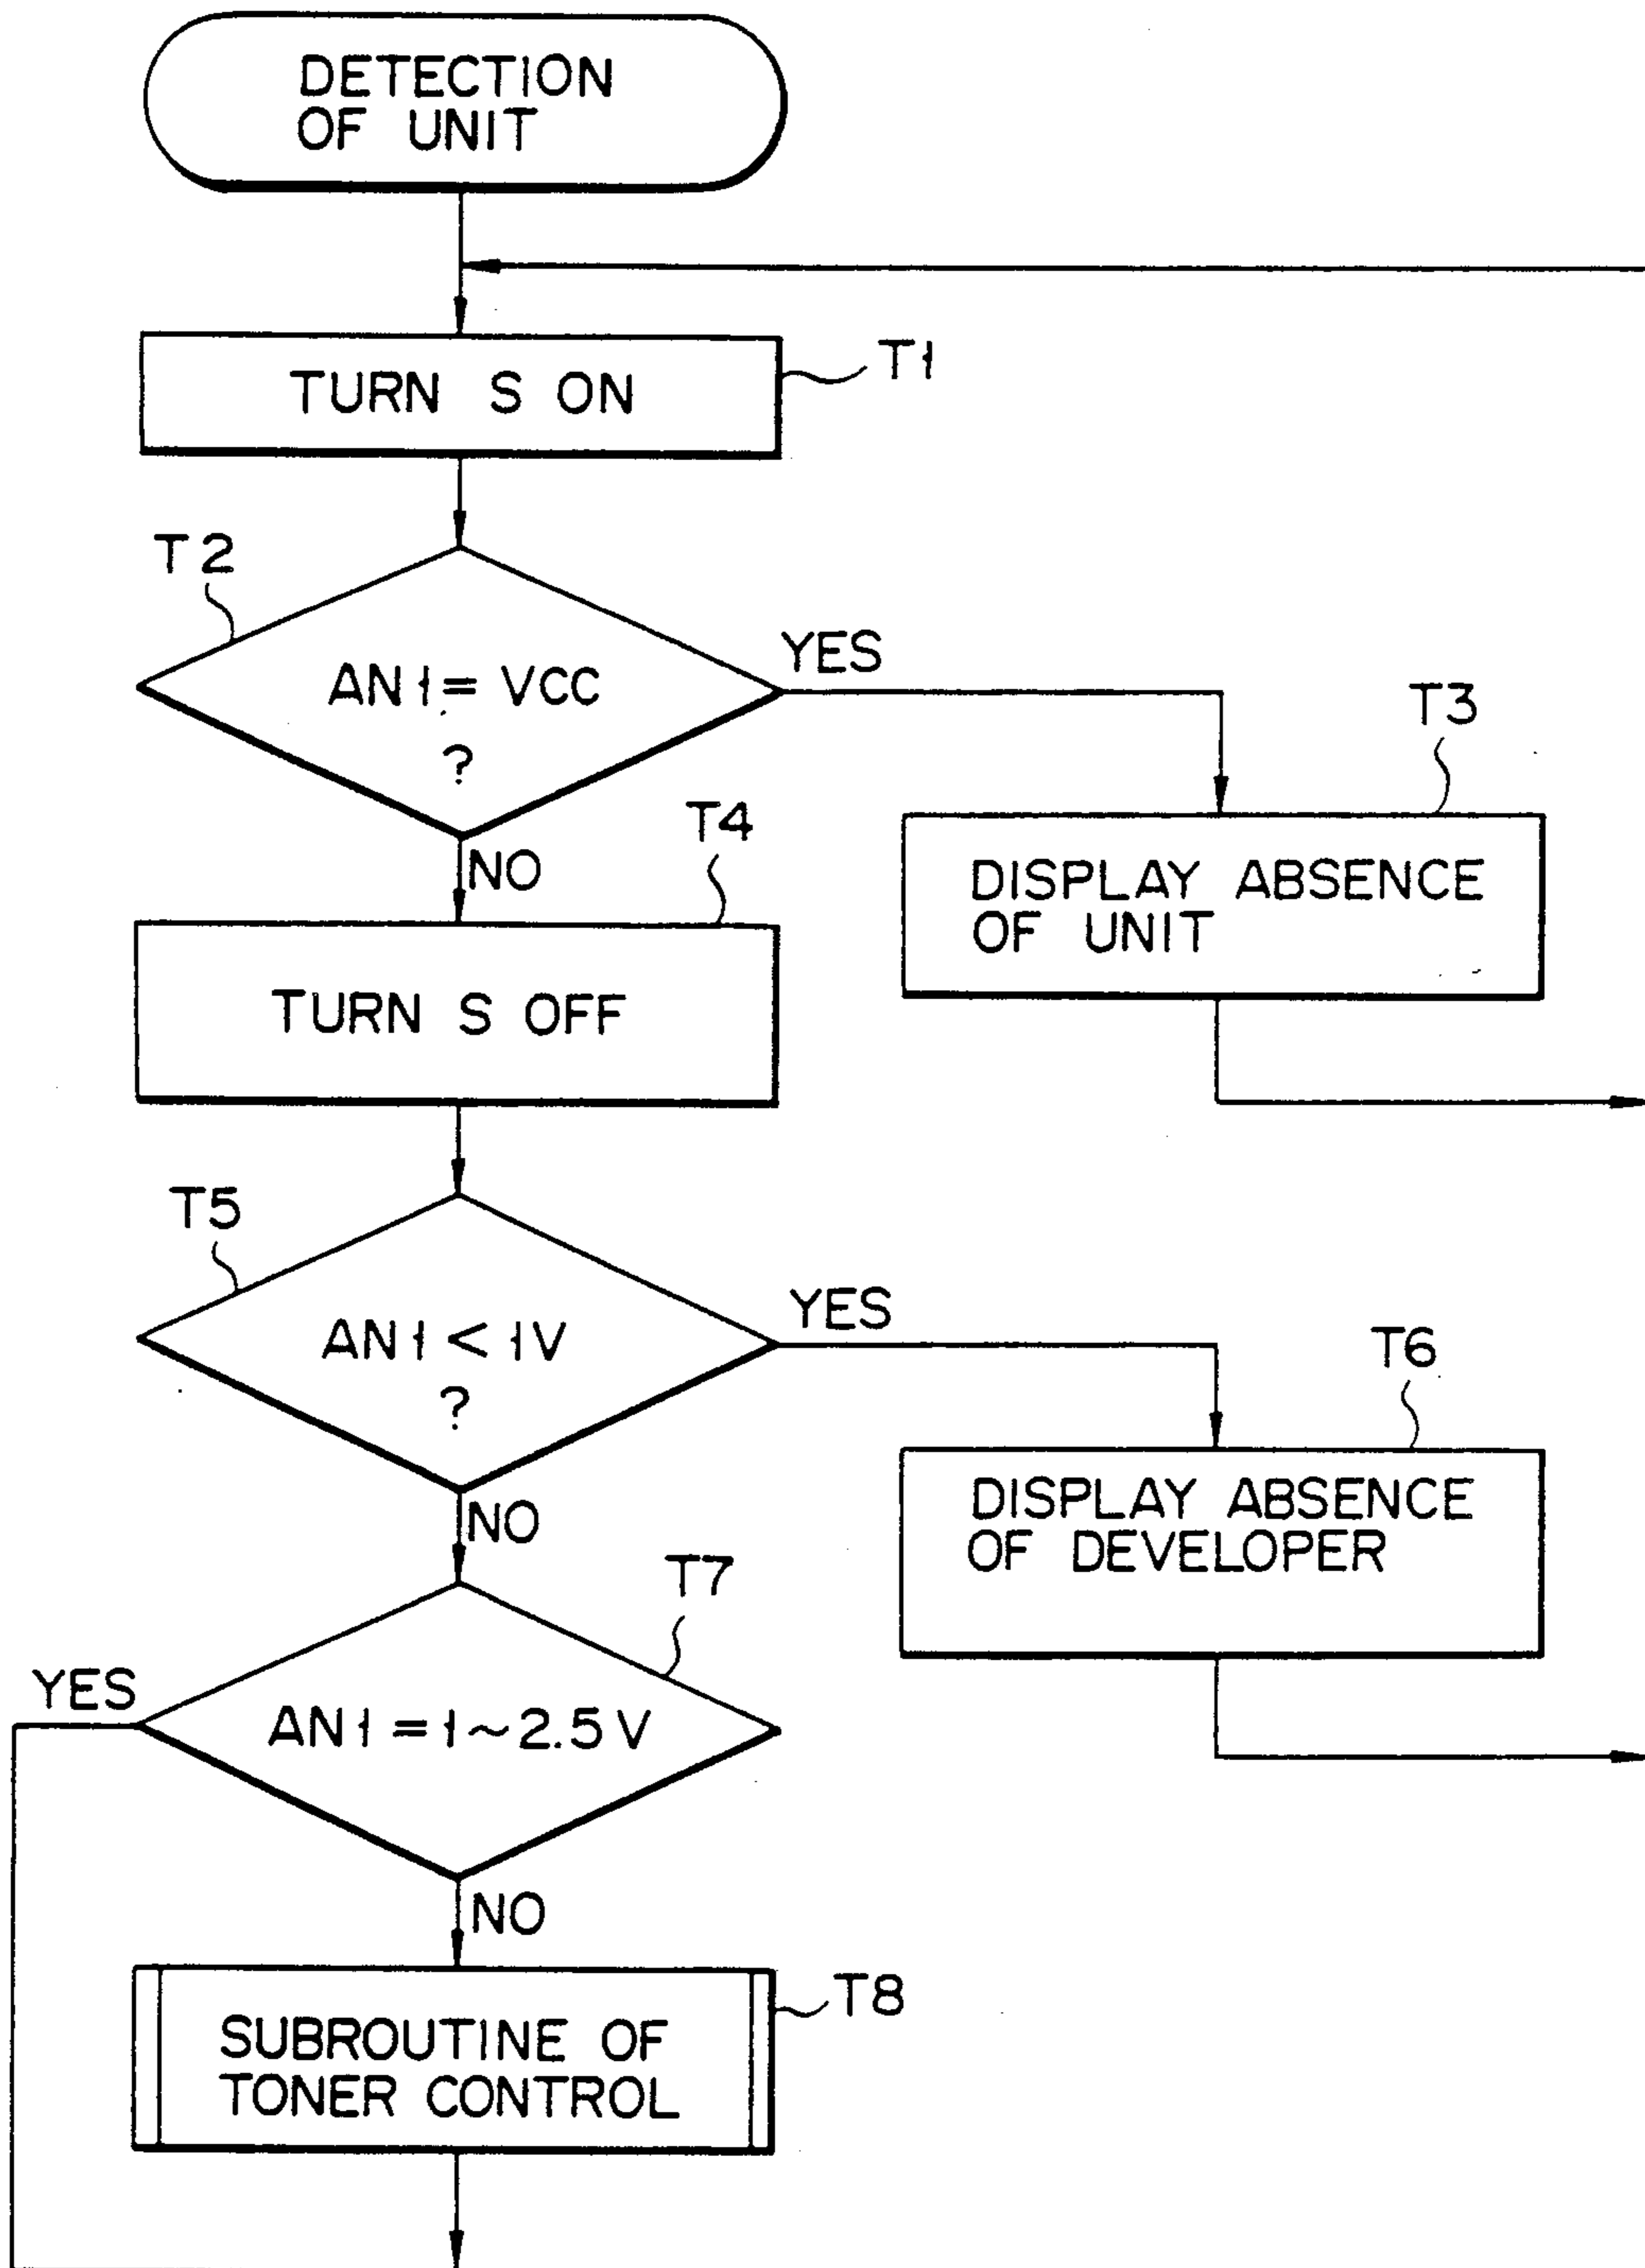 DETECTION
OF UNIT
TURN S ON
T1
T2
AN1 = VCC
?
YES
NO
T3
DISPLAY ABSENCE
OF UNIT
T4
TURN S OFF
T5
AN1 < 1V
?
YES
NO
T6
DISPLAY ABSENCE
OF DEVELOPER
T7
AN1 = 1~2.5V
YES
NO
T8
SUBROUTINE OF
TONER CONTROL